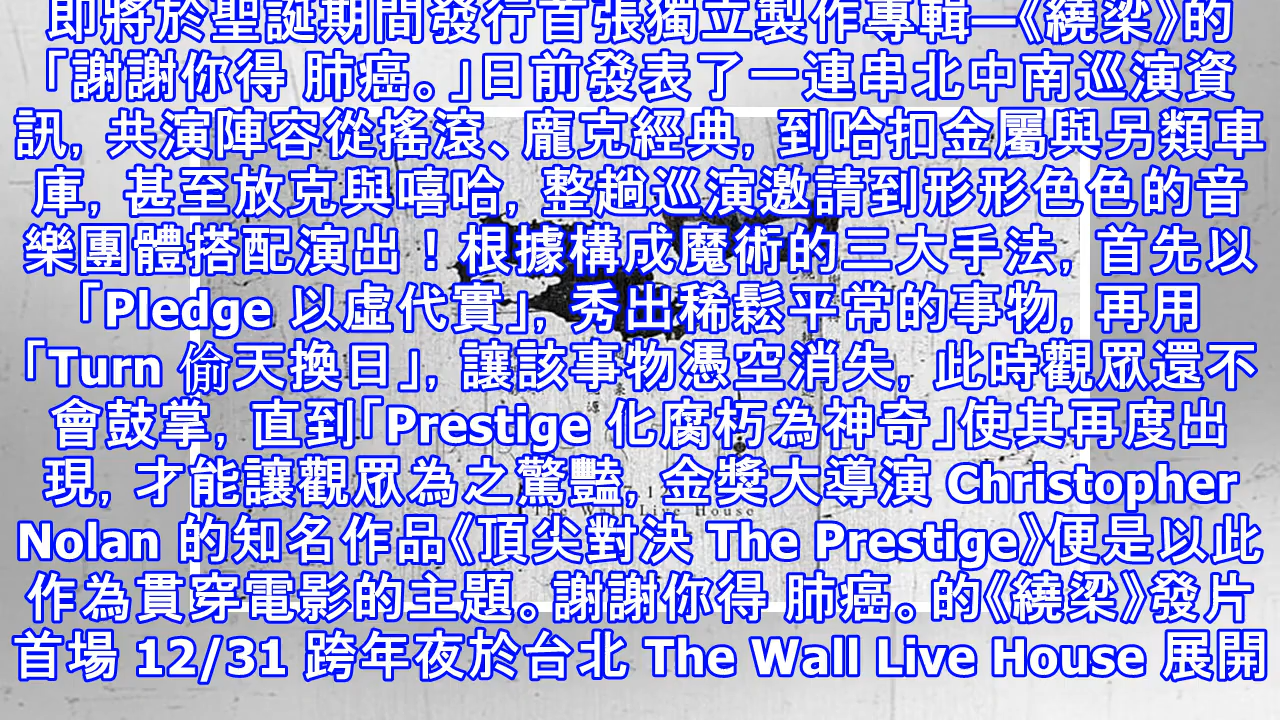 即將於聖誕期間發行首張獨立製作專輯—《繞梁》的
「謝謝你得 肺癌。」日前發表了一連串北中南巡演資
訊, 共演陣容從搖滾、龐克經典, 到哈扣金屬與另類車
庫, 甚至放克與嘻哈, 整趟巡演邀請到形形色色的音
樂團體搭配演出！根據構成魔術的三大手法, 首先以
「Pledge 以虛代實」, 秀出稀鬆平常的事物, 再用
「Turn 偷天換日」, 讓該事物憑空消失, 此時觀眾還不
會鼓掌, 直到「Prestige 化腐朽為神奇」使其再度出
現, 才能讓觀眾為之驚豔, 金獎大導演 Christopher
Nolan 的知名作品《頂尖對決 The Prestige》便是以此
作為貫穿電影的主題。謝謝你得 肺癌。的《繞梁》發片
首場 12/31 跨年夜於台北 The Wall Live House 展開
The Wall Live House